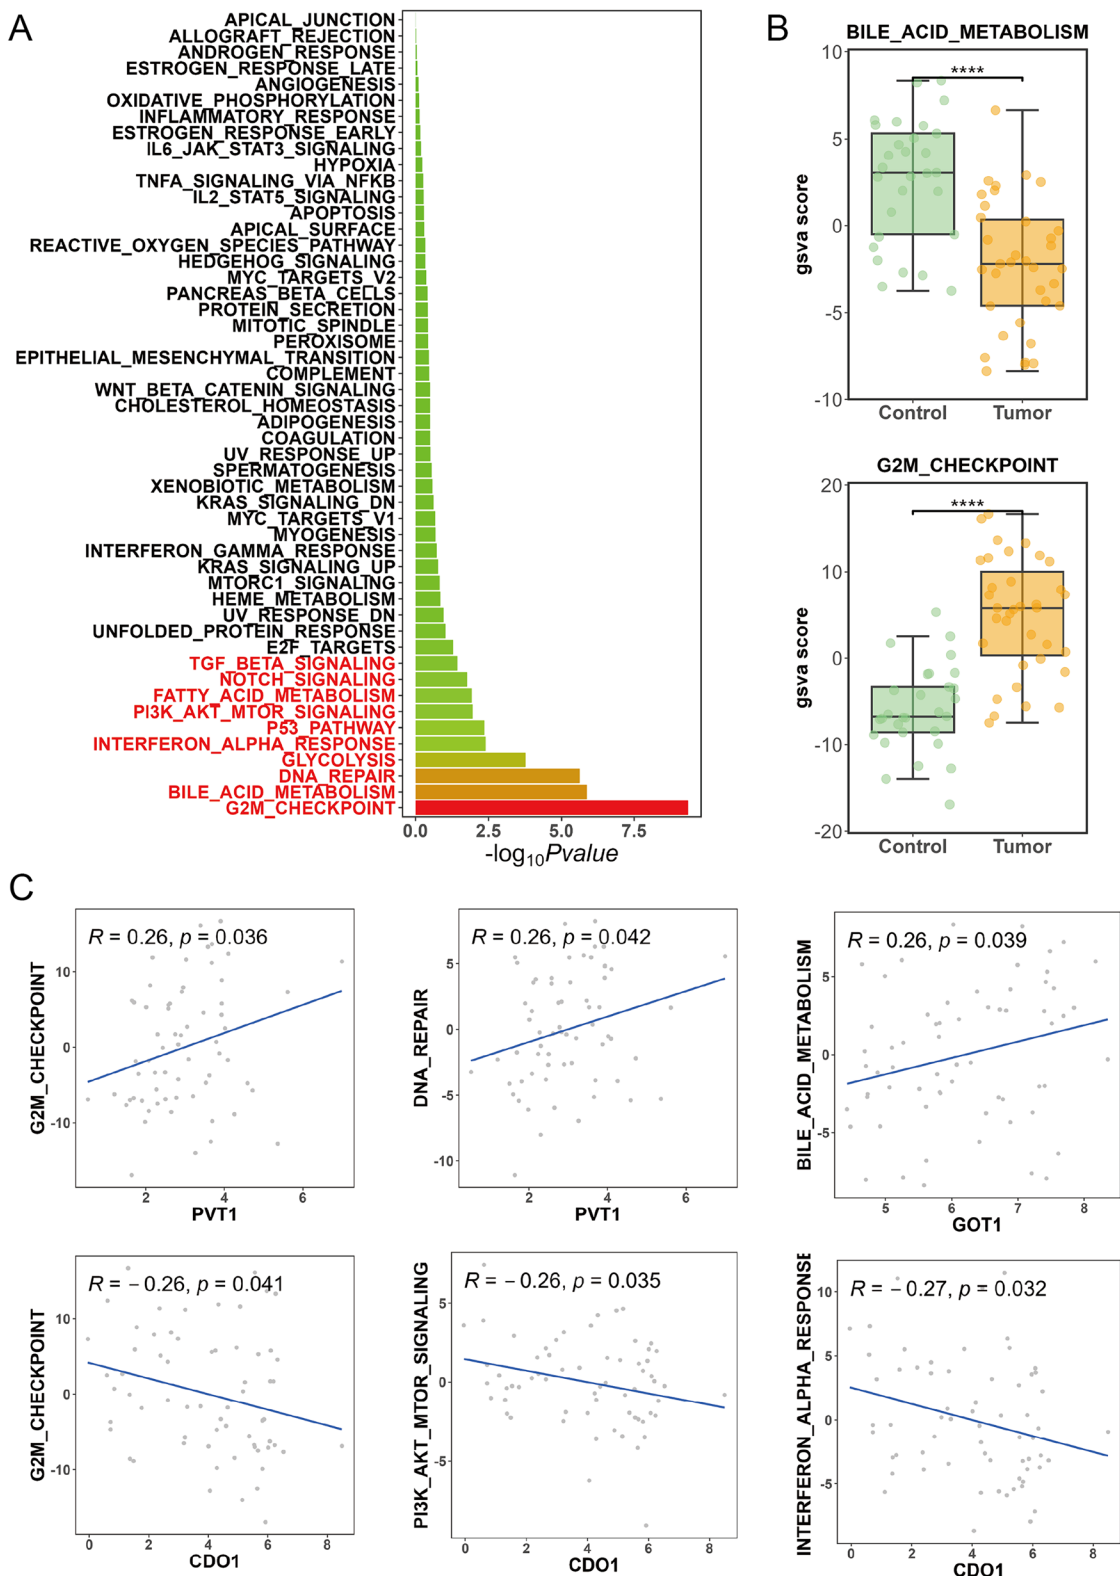 A
APICAL_JUNCTION
ALLOGRAFT_REJECTION
ANDROGEN_RESPONSE
ESTROGEN_RESPONSE_LATE
ANGIOGENESIS
OXIDATIVE_PHOSPHORYLATION
INFLAMMATORY_RESPONSE
ESTROGEN_RESPONSE_EARLY
IL6_JAK_STAT3_SIGNALING
HYPOXIA
TNFA_SIGNALING_VIA_NFKB
IL2_STAT5_SIGNALING
APOPTOSIS
APICAL_SURFACE
REACTIVE_OXYGEN_SPECIES_PATHWAY
HEDGEHOG_SIGNALING
MYC_TARGETS_V2
PANCREAS_BETA_CELLS
PROTEIN_SECRETION
MITOTIC_SPINDLE
PEROXISOME
EPITHELIAL_MESENCHYMAL_TRANSITION
COMPLEMENT
WNT_BETA_CATENIN_SIGNALING
CHOLESTEROL_HOMEOSTASIS
ADIPOGENESIS
COAGULATION
UV_RESPONSE_UP
SPERMATOGENESIS
XENOBIOTIC_METABOLISM
KRAS_SIGNALING_DN
MYC_TARGETS_V1
MYOGENESIS
INTERFERON_GAMMA_RESPONSE
KRAS_SIGNALING_UP
MTORC1_SIGNALING
HEME_METABOLISM
UV_RESPONSE_DN
UNFOLDED_PROTEIN_RESPONSE
E2F_TARGETS
TGF_BETA_SIGNALING
NOTCH_SIGNALING
FATTY_ACID_METABOLISM
PI3K_AKT_MTOR_SIGNALING
P53_PATHWAY
INTERFERON_ALPHA_RESPONSE
GLYCOLYSIS
DNA_REPAIR
BILE_ACID_METABOLISM
G2M_CHECKPOINT
0.0 2.5 5.0 7.5
-log10Pvalue
B
BILE_ACID_METABOLISM
****
10
5
0
-5
-10
gsva score
Control Tumor
G2M_CHECKPOINT
****
20
10
0
-10
-20
gsva score
Control Tumor
C
R = 0.26, p = 0.036
10
0
-10
G2M_CHECKPOINT
2 4 6
PVT1
R = 0.26, p = 0.042
5
0
-5
-10
DNA_REPAIR
2 4 6
PVT1
R = 0.26, p = 0.039
5
0
-5
BILE_ACID_METABOLISM
5 6 7 8
GOT1
R = − 0.26, p = 0.041
10
0
-10
G2M_CHECKPOINT
0 2 4 6 8
CDO1
R = − 0.26, p = 0.035
5
0
-5
PI3K_AKT_MTOR_SIGNALING
0 2 4 6 8
CDO1
R = − 0.27, p = 0.032
10
5
0
-5
INTERFERON_ALPHA_RESPONSE
0 2 4 6 8
CDO1